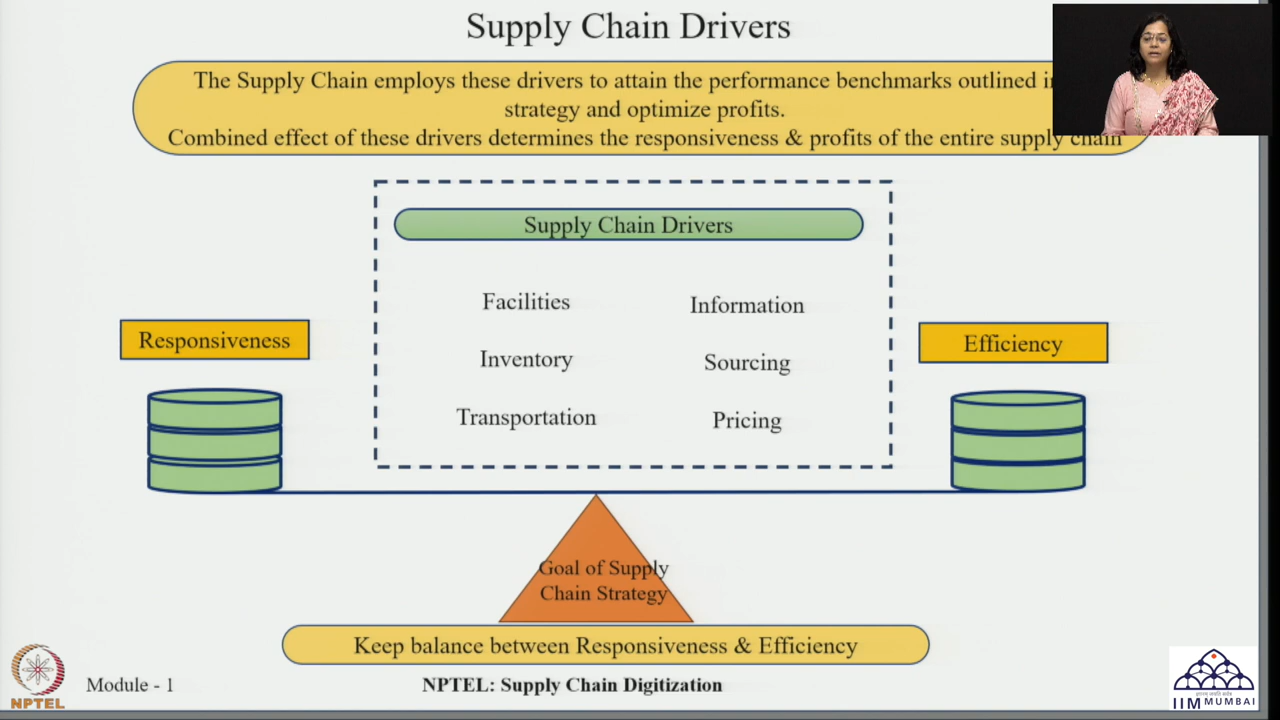 Supply Chain Drivers
The Supply Chain employs these drivers to attain the performance benchmarks outlined in
strategy and optimize profits.
Combined effect of these drivers determines the responsiveness & profits of the entire supply chain
Supply Chain Drivers
Facilities
Information
Inventory
Sourcing
Transportation
Pricing
Responsiveness
Efficiency
Goal of Supply
Chain Strategy
Keep balance between Responsiveness & Efficiency
NPTEL
Module - 1
NPTEL: Supply Chain Digitization
IIM MUMBAI